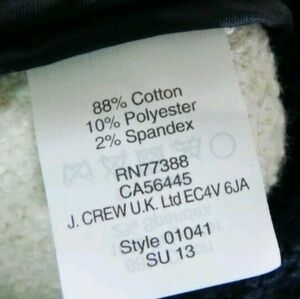 88% Cotton
10% Polyester
2% Spandex
RN77388
CA56445
J. CREW U.K. Ltd EC4V 6JA
Style 01041
SU 13